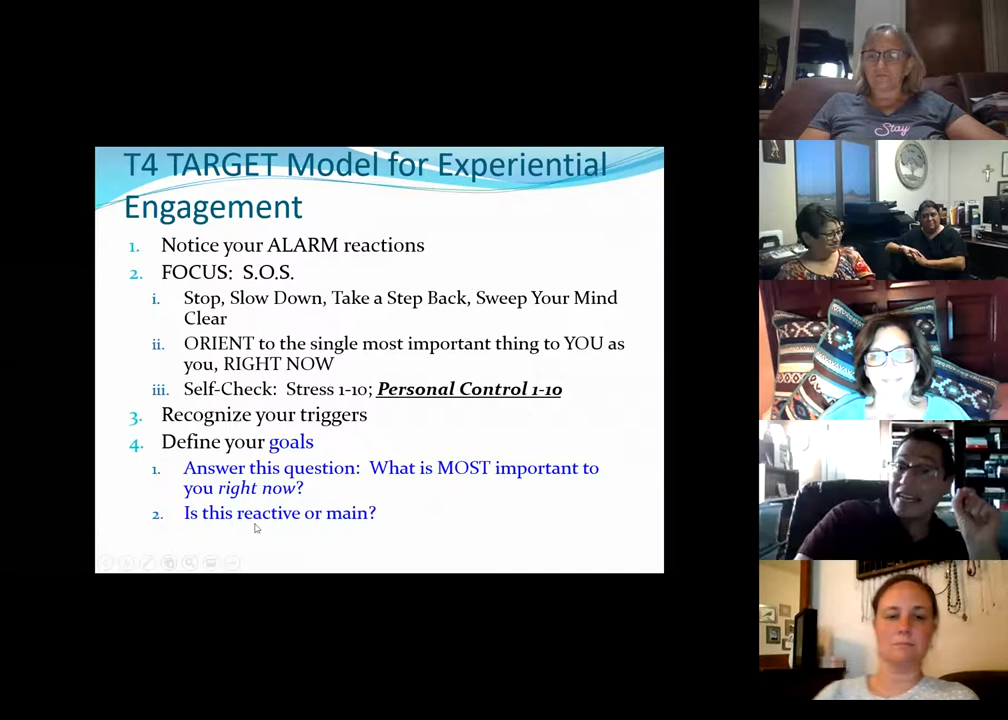 T4 TARGET Model for Experiential
Engagement
1. Notice your ALARM reactions
2. FOCUS: S.O.S.
i. Stop, Slow Down, Take a Step Back, Sweep Your Mind
Clear
ii. ORIENT to the single most important thing to YOU as
you, RIGHT NOW
iii. Self-Check: Stress 1-10; Personal Control 1-10
3. Recognize your triggers
4. Define your goals
1. Answer this question: What is MOST important to
you right now?
2. Is this reactive or main?
Stay